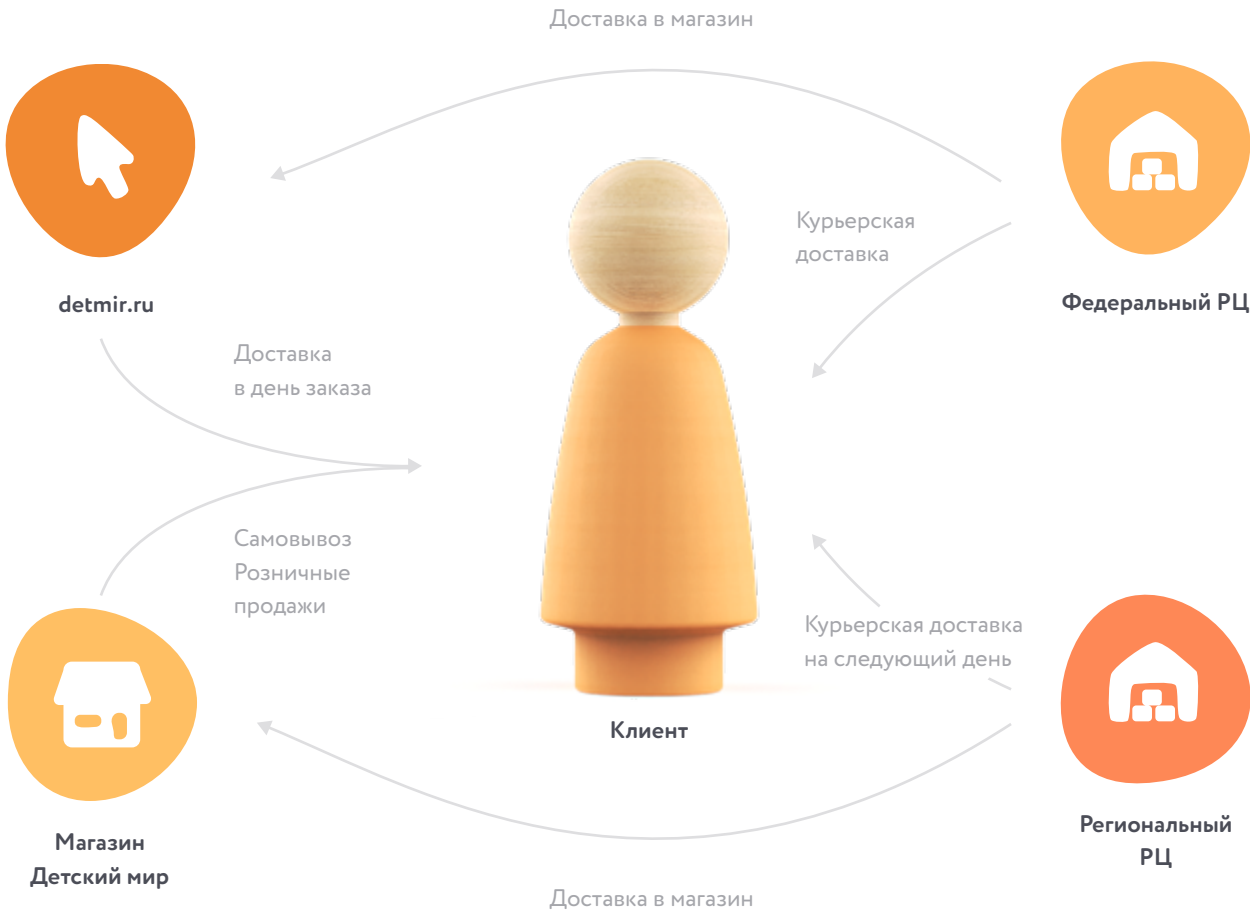 Доставка в магазин
Курьерская
доставка
detmir.ru
Федеральный РЦ
Доставка
в день заказа
Самовывоз
Розничные
продажи
Курьерская доставка
на следующий день
Клиент
Магазин
Детский мир
Региональный
РЦ
Доставка в магазин